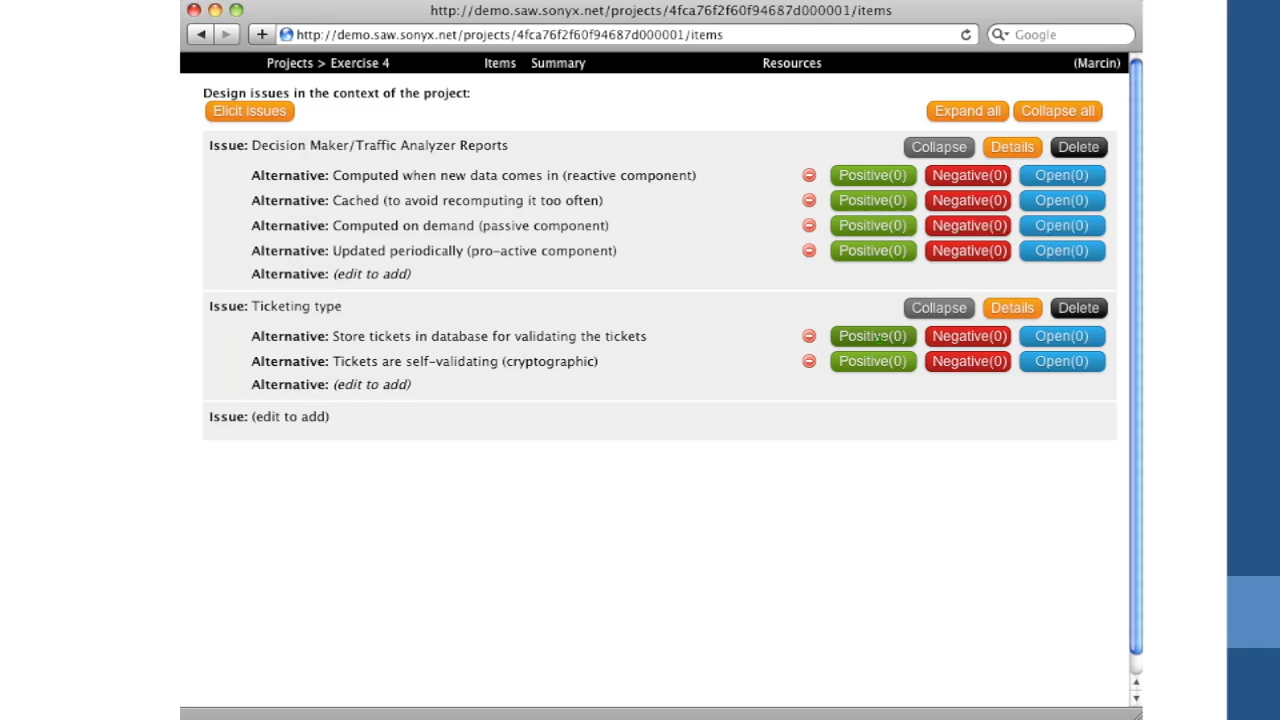 http://demo.saw.sonyx.net/projects/4fca76f2f60f94687d000001/items
http://demo.saw.sonyx.net/projects/4fca76f2f60f94687d000001/items Google
Projects > Exercise 4 Items Summary Resources (Marcin)
Design issues in the context of the project:
Elicit issues Expand all Collapse all
Issue: Decision Maker/Traffic Analyzer Reports Collapse Details Delete
Alternative: Computed when new data comes in (reactive component) Positive(0) Negative(0) Open(0)
Alternative: Cached (to avoid recomputing it too often) Positive(0) Negative(0) Open(0)
Alternative: Computed on demand (passive component) Positive(0) Negative(0) Open(0)
Alternative: Updated periodically (pro-active component) Positive(0) Negative(0) Open(0)
Alternative: (edit to add)
Issue: Ticketing type Collapse Details Delete
Alternative: Store tickets in database for validating the tickets Positive(0) Negative(0) Open(0)
Alternative: Tickets are self-validating (cryptographic) Positive(0) Negative(0) Open(0)
Alternative: (edit to add)
Issue: (edit to add)